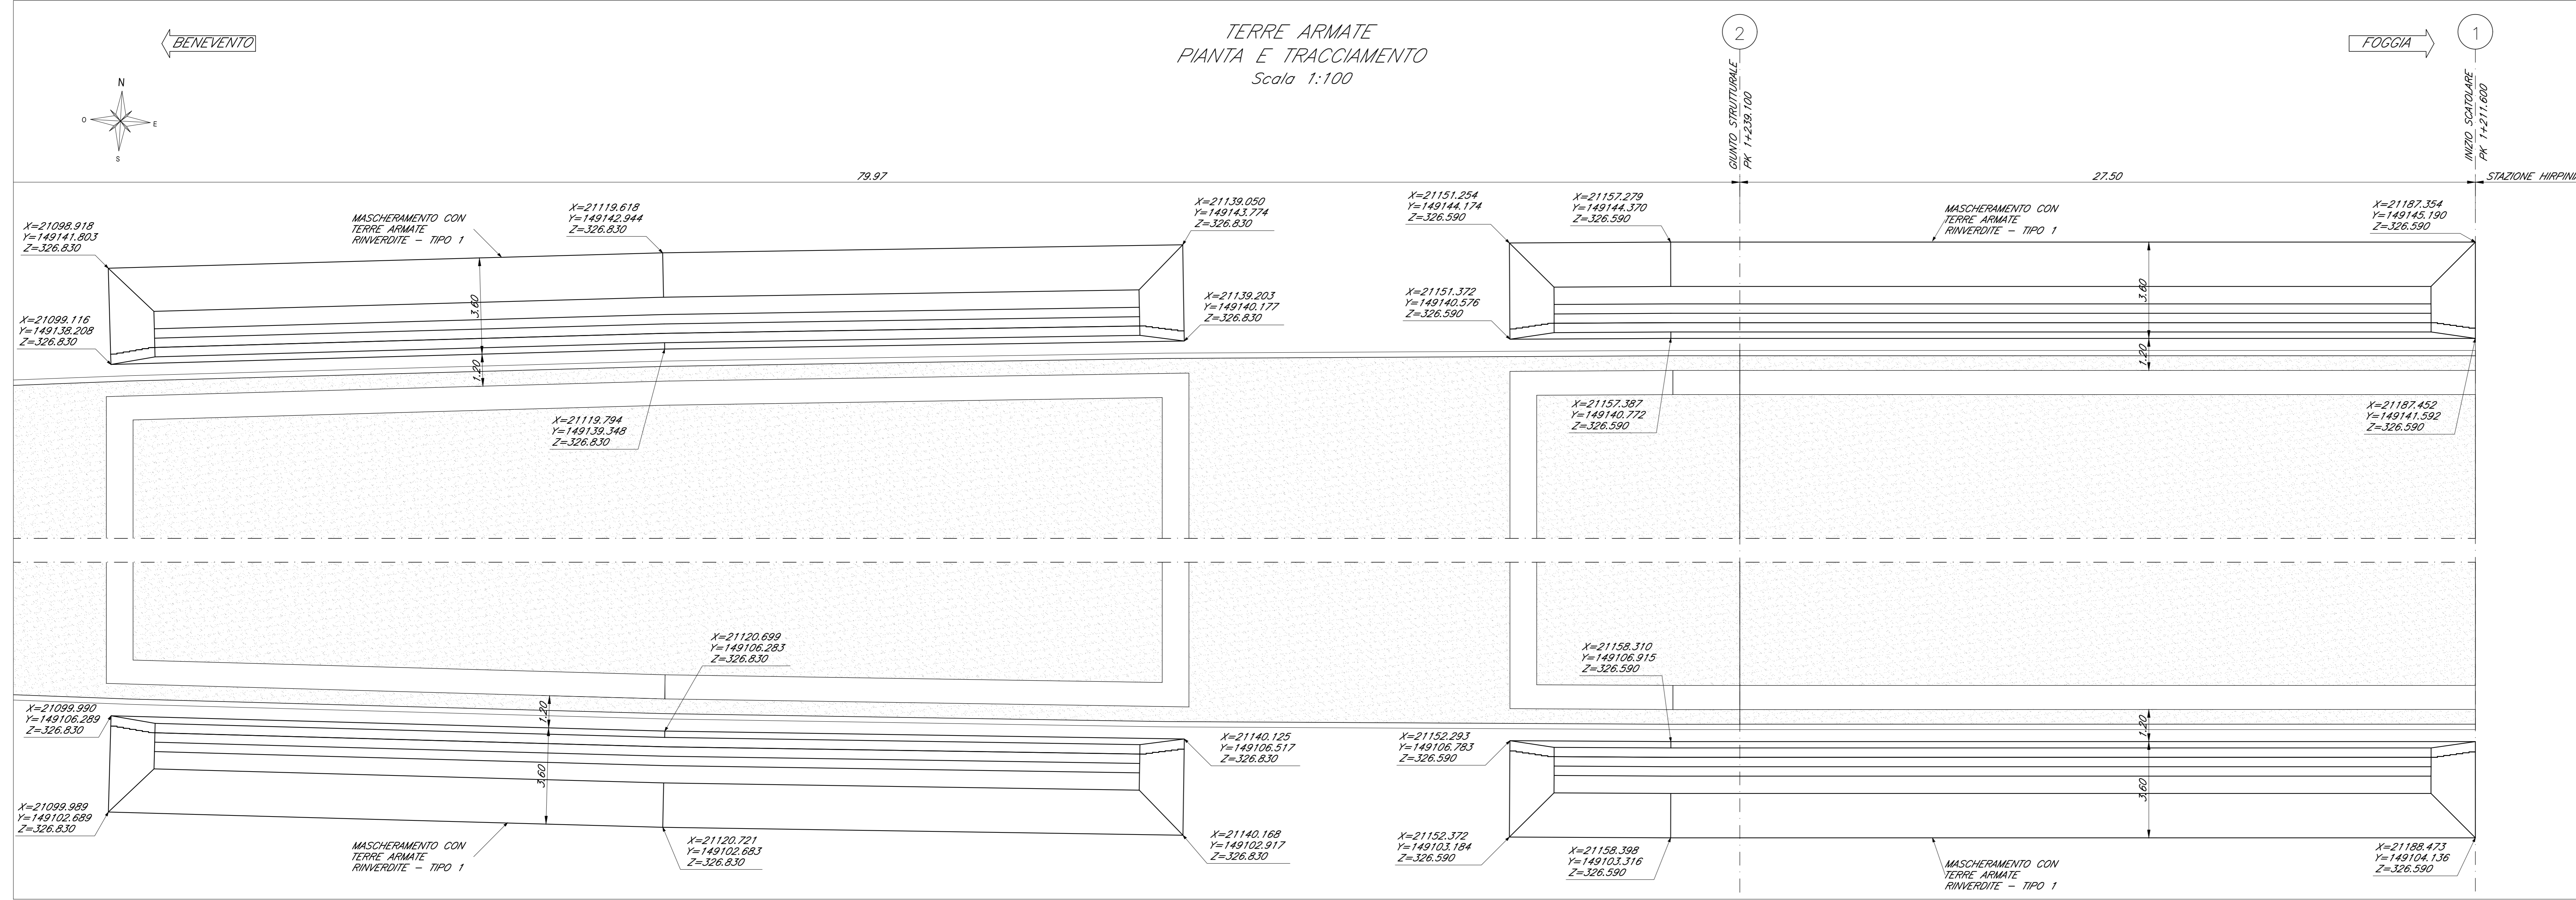 TERRE ARMATE
PIANTA E TRACCIAMENTO
Scala 1:100
BENEVENTO
FOGGIA
2
1
N
O
E
S
GIUNTO STRUTTURALE
PK 1+239.100
INIZIO SCATOLARE
PK 1+211.600
79.97
27.50
STAZIONE HIRPINI
X=21098.918
Y=149141.803
Z=326.830
MASCHERAMENTO CON
TERRE ARMATE
RINVERDITE - TIPO 1
X=21119.618
Y=149142.944
Z=326.830
X=21139.050
Y=149143.774
Z=326.830
X=21151.254
Y=149144.174
Z=326.590
X=21157.279
Y=149144.370
Z=326.590
MASCHERAMENTO CON
TERRE ARMATE
RINVERDITE - TIPO 1
X=21187.354
Y=149145.190
Z=326.590
X=21099.116
Y=149138.208
Z=326.830
3.60
1.20
X=21139.203
Y=149140.177
Z=326.830
X=21151.372
Y=149140.576
Z=326.590
3.60
1.20
X=21119.794
Y=149139.348
Z=326.830
X=21157.387
Y=149140.772
Z=326.590
X=21187.452
Y=149141.592
Z=326.590
X=21120.699
Y=149106.283
Z=326.830
X=21158.310
Y=149106.915
Z=326.590
X=21099.990
Y=149106.289
Z=326.830
1.20
3.60
X=21140.125
Y=149106.517
Z=326.830
X=21152.293
Y=149106.783
Z=326.590
1.20
3.60
X=21099.989
Y=149102.689
Z=326.830
MASCHERAMENTO CON
TERRE ARMATE
RINVERDITE - TIPO 1
X=21120.721
Y=149102.683
Z=326.830
X=21140.168
Y=149102.917
Z=326.830
X=21152.372
Y=149103.184
Z=326.590
X=21158.398
Y=149103.316
Z=326.590
MASCHERAMENTO CON
TERRE ARMATE
RINVERDITE - TIPO 1
X=21188.473
Y=149104.136
Z=326.590